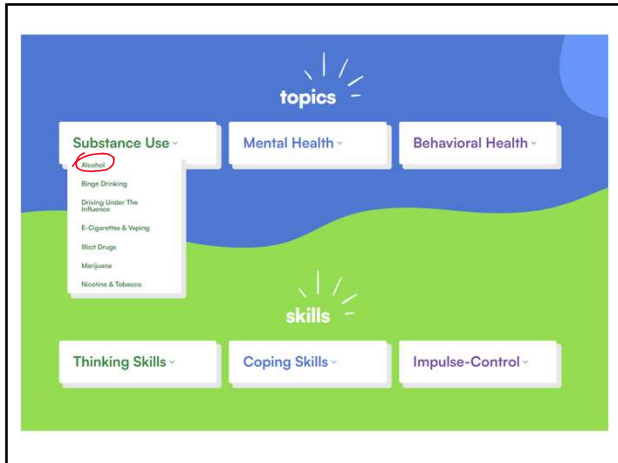 topics
Substance Use
Mental Health
Behavioral Health
Alcohol
Binge Drinking
Driving Under The
Influence
E-Cigarettes & Vaping
Illicit Drugs
Marijuana
Nicotine & Tobacco
skills
Thinking Skills
Coping Skills
Impulse-Control